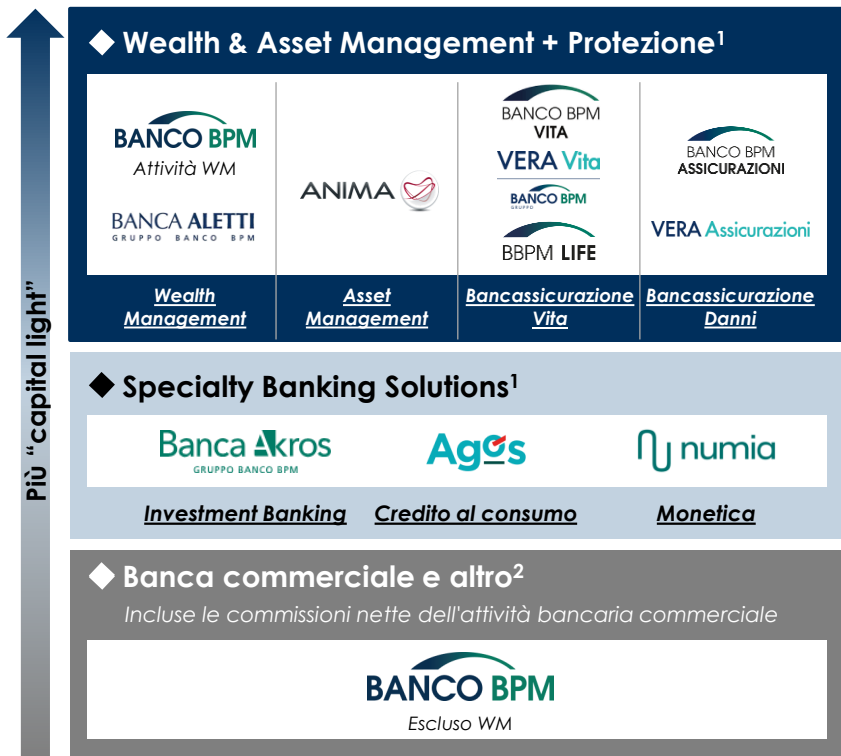 Più “capital light”
◆ Wealth & Asset Management + Protezione¹
BANCO BPM
Attività WM
BANCA ALETTI
GRUPPO BANCO BPM
ANIMA
BANCO BPM
VITA
VERA Vita
BANCO BPM
GRUPPO
BBPM LIFE
BANCO BPM
ASSICURAZIONI
VERA Assicurazioni
Wealth
Management
Asset
Management
Bancassicurazione
Vita
Bancassicurazione
Danni
◆ Specialty Banking Solutions¹
Banca Akros
GRUPPO BANCO BPM
Agos
numia
Investment Banking
Credito al consumo
Monetica
◆ Banca commerciale e altro²
Incluse le commissioni nette dell'attività bancaria commerciale
BANCO BPM
Escluso WM